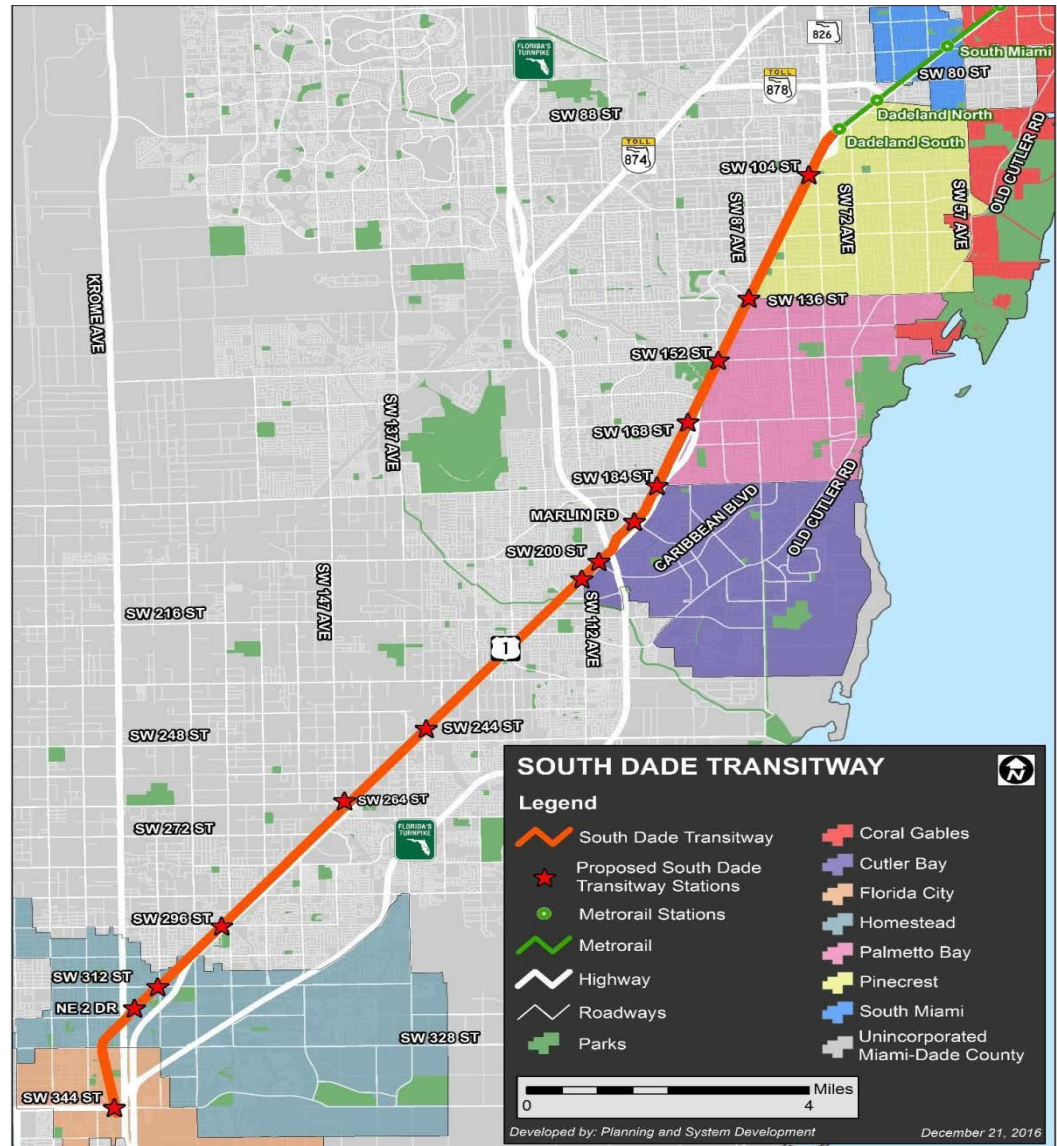 FLORIDA'S
TURNPIKE
826
South Miami
SW 80 ST
TOLL
878
Dadeland North
SW 88 ST
Dadeland South
TOLL
874
OLD CUTLER RD
SW 104 ST
SW 87 AVE
SW 72 AVE
SW 57 AVE
KROME AVE
SW 136 ST
SW 152 ST
SW 137 AVE
SW 168 ST
SW 184 ST
MARLIN RD
CARIBBEAN BLVD
OLD CUTLER RD
SW 200 ST
SW 147 AVE
SW 216 ST
SW 112 AVE
1
SW 244 ST
SW 248 ST
SW 264 ST
SW 272 ST
FLORIDA'S
TURNPIKE
SW 296 ST
SW 312 ST
NE 2 DR
SW 328 ST
SW 344 ST
SOUTH DADE TRANSITWAY
N
Legend
South Dade Transitway
Proposed South Dade
Transitway Stations
Metrorail Stations
Metrorail
Highway
Roadways
Parks
Coral Gables
Cutler Bay
Florida City
Homestead
Palmetto Bay
Pinecrest
South Miami
Unincorporated
Miami-Dade County
Miles
0 4
Developed by: Planning and System Development
December 21, 2016